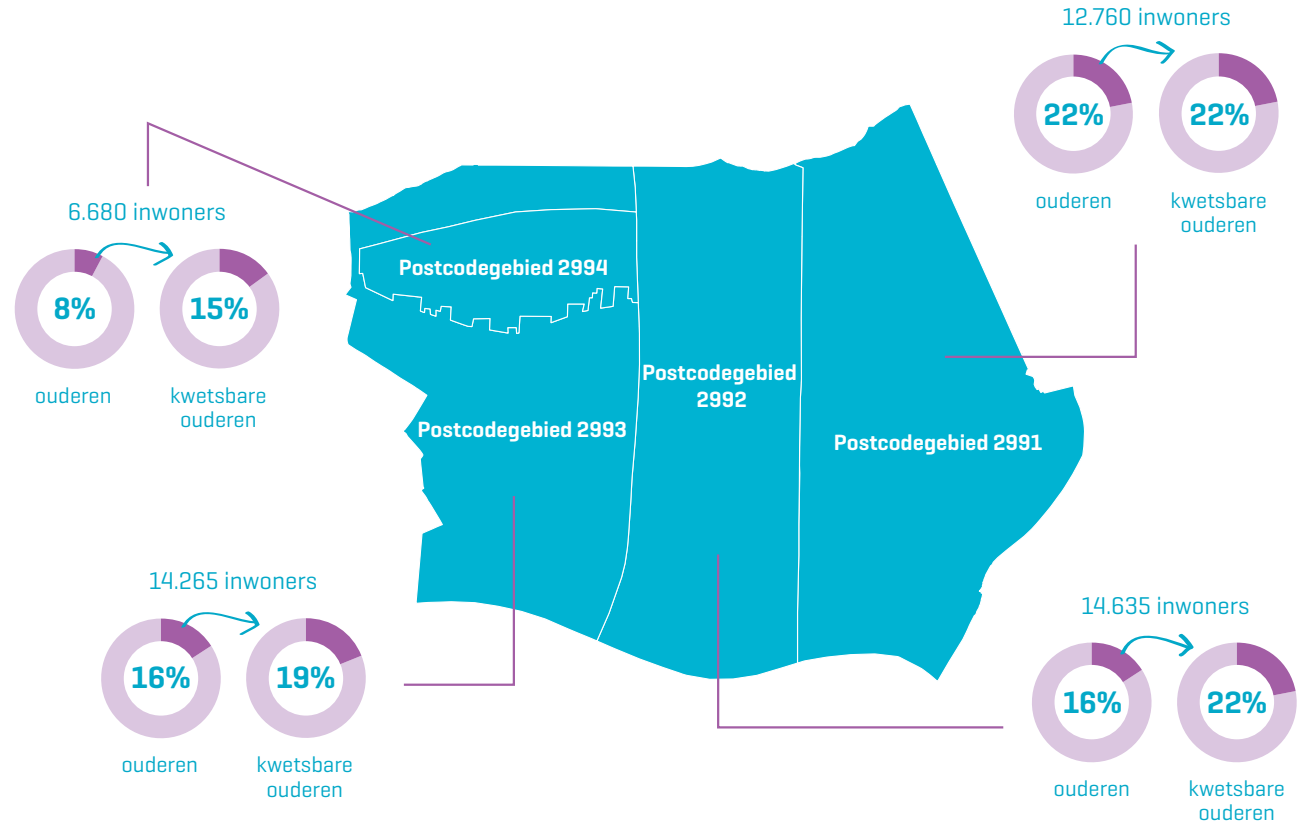 12.760 inwoners
22%
22%
ouderen
kwetsbare
ouderen
6.680 inwoners
8%
15%
ouderen
kwetsbare
ouderen
Postcodegebied 2994
Postcodegebied
2992
Postcodegebied 2993
Postcodegebied 2991
14.265 inwoners
16%
19%
ouderen
kwetsbare
ouderen
14.635 inwoners
16%
22%
ouderen
kwetsbare
ouderen